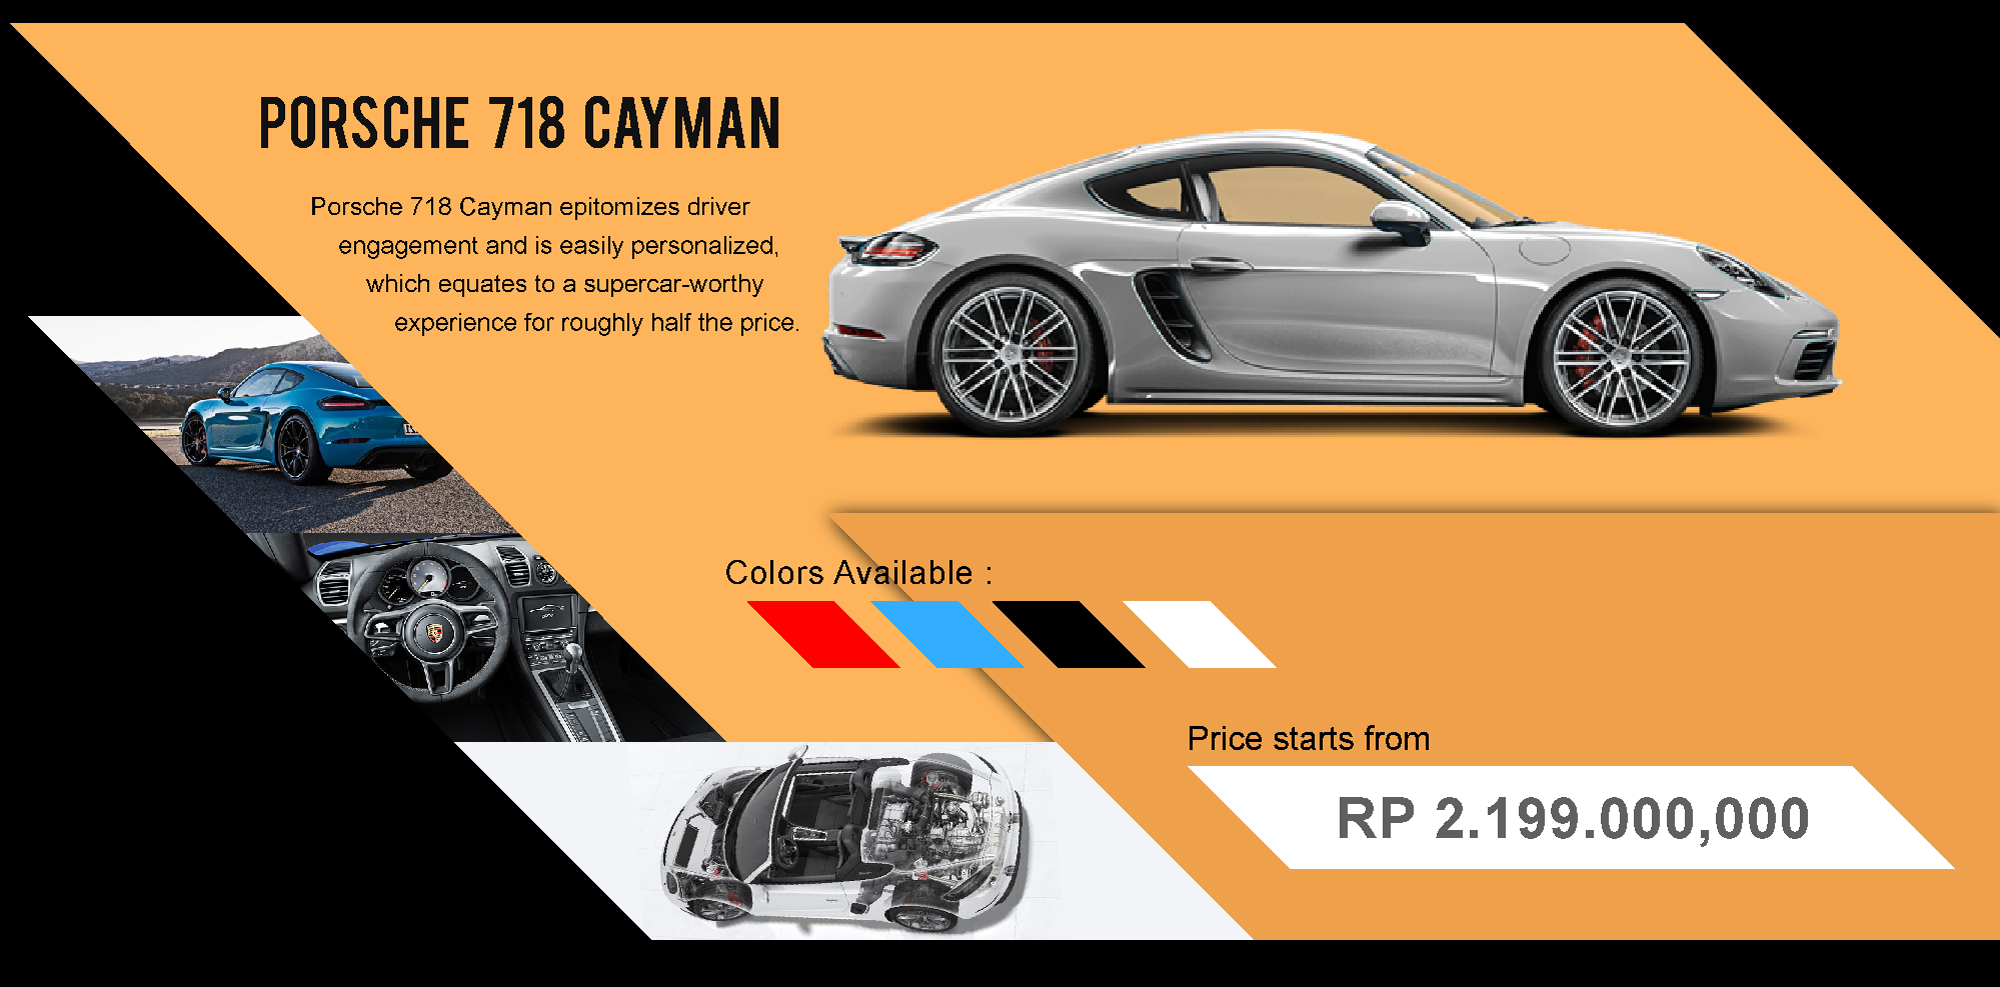 PORSCHE 718 CAYMAN
Porsche 718 Cayman epitomizes driver
engagement and is easily personalized,
which equates to a supercar-worthy
experience for roughly half the price.
Colors Available :
Price starts from
RP 2.199.000,000